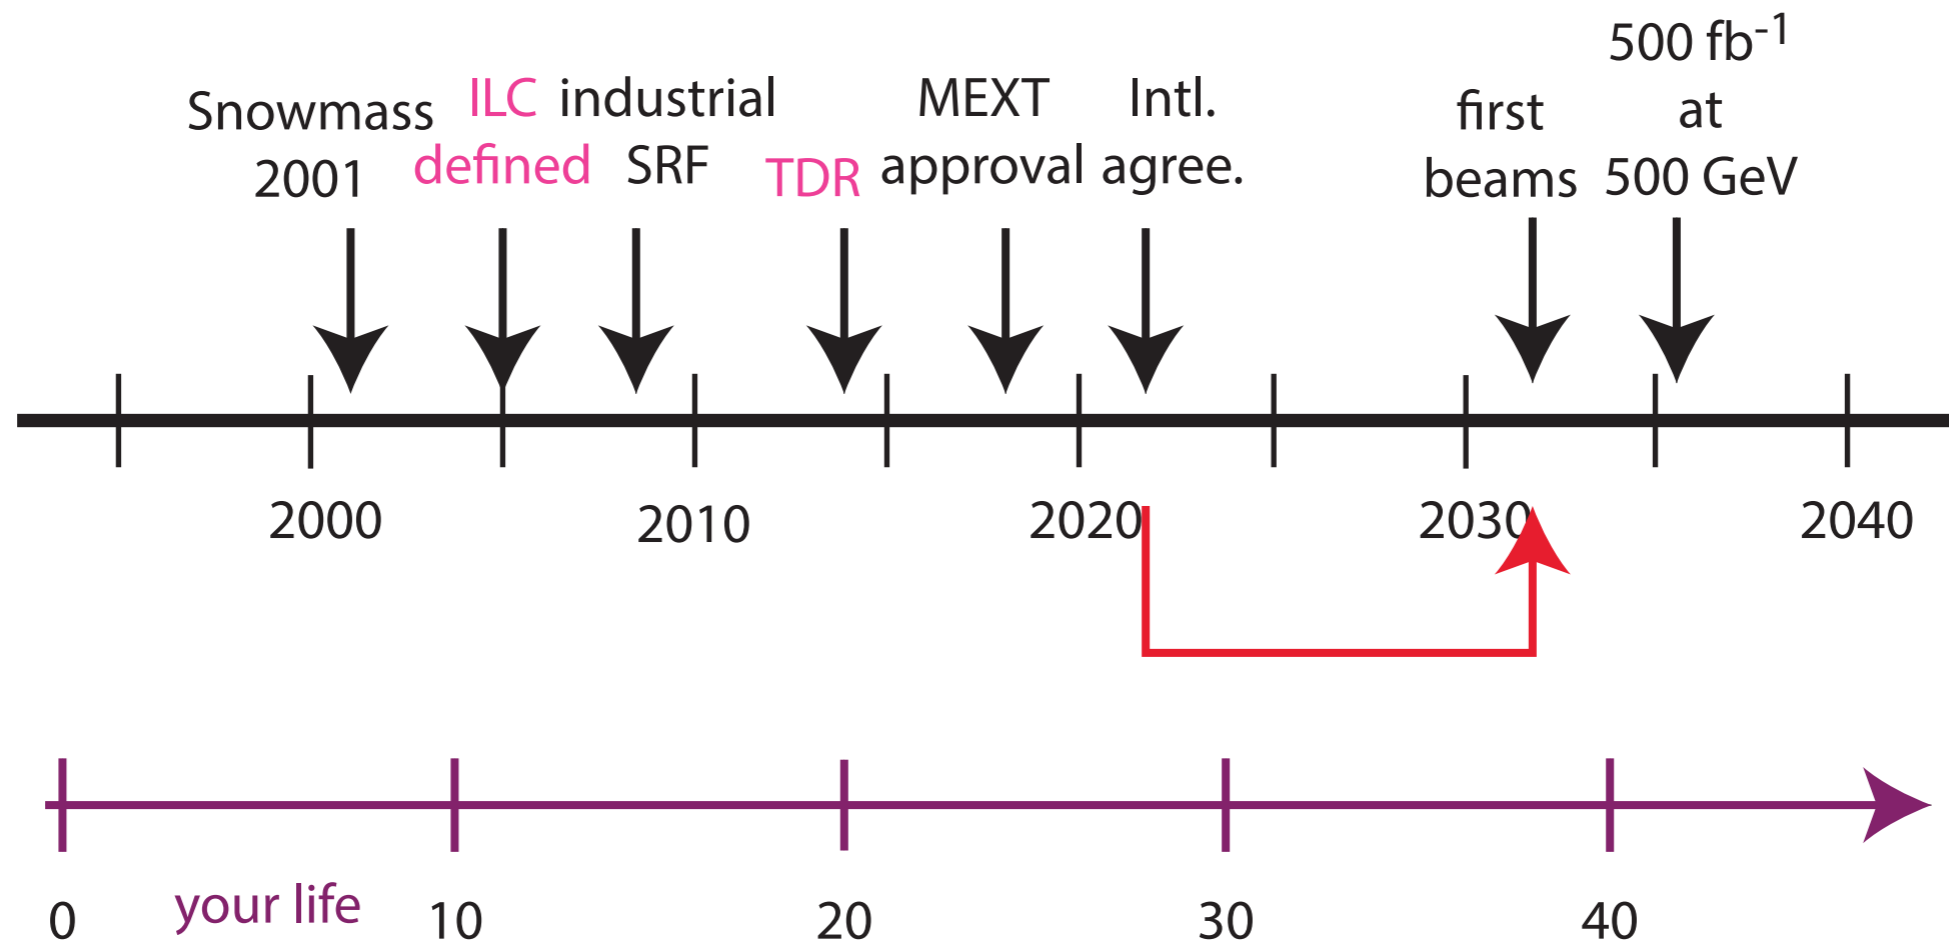 Snowmass
2001
ILC
defined
industrial
SRF
TDR
MEXT
approval
Intl.
agree.
first
beams
500 fb⁻¹
at
500 GeV
2000
2010
2020
2030
2040
your life
0
10
20
30
40